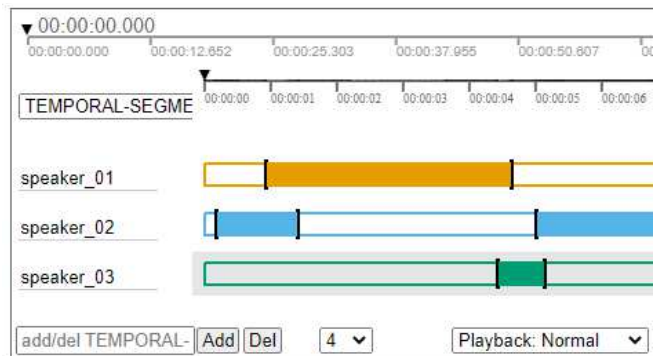 00:00:00.000
00:00:00.000 00:00:12.652 00:00:25.303 00:00:37.955 00:00:50.607
TEMPORAL-SEGME
00:00:00 00:00:01 00:00:02 00:00:03 00:00:04 00:00:05 00:00:06
speaker_01
speaker_02
speaker_03
add/del TEMPORAL- Add Del 4 Playback: Normal